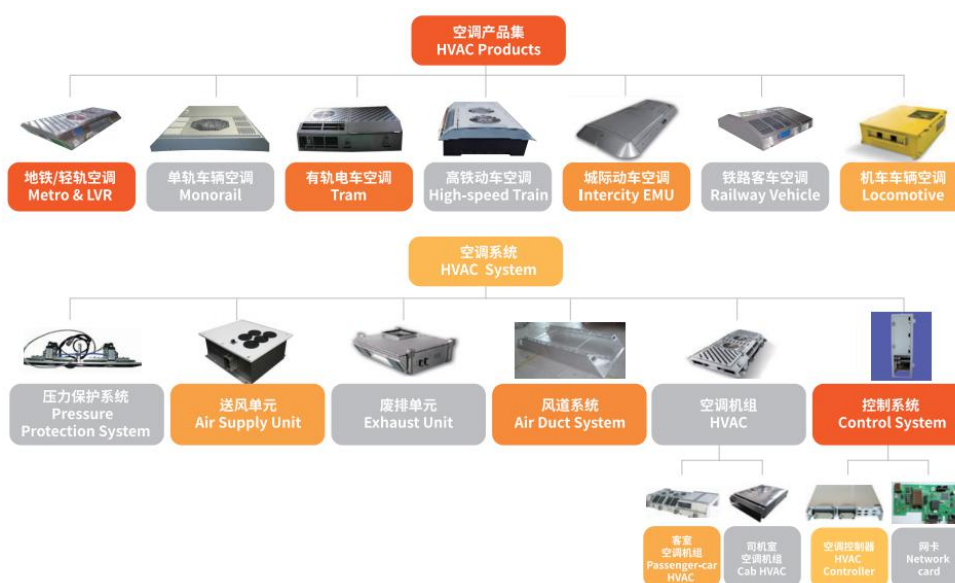 空调产品集
HVAC Products
地铁/轻轨空调
Metro & LVR
单轨车辆空调
Monorail
有轨电车空调
Tram
高铁动车空调
High-speed Train
城际动车空调
Intercity EMU
铁路客车空调
Railway Vehicle
机车车辆空调
Locomotive
空调系统
HVAC System
压力保护系统
Pressure
Protection System
送风单元
Air Supply Unit
废排单元
Exhaust Unit
风道系统
Air Duct System
空调机组
HVAC
控制系统
Control System
客室
空调机组
Passenger-car
HVAC
司机室
空调机组
Cab HVAC
空调控制器
HVAC
Controller
网卡
Network
card